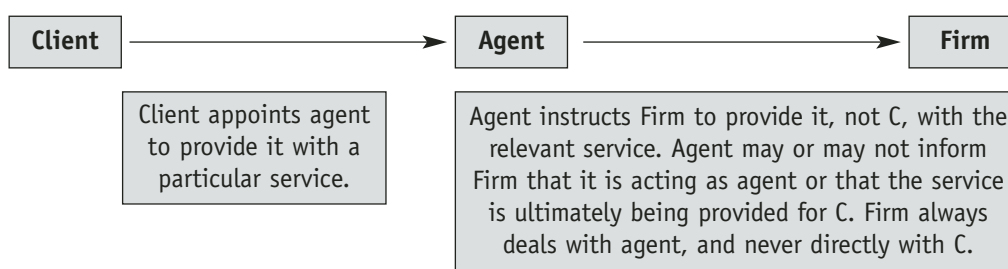 Client
Agent
Firm
Client appoints agent
to provide it with a
particular service.
Agent instructs Firm to provide it, not C, with the
relevant service. Agent may or may not inform
Firm that it is acting as agent or that the service
is ultimately being provided for C. Firm always
deals with agent, and never directly with C.